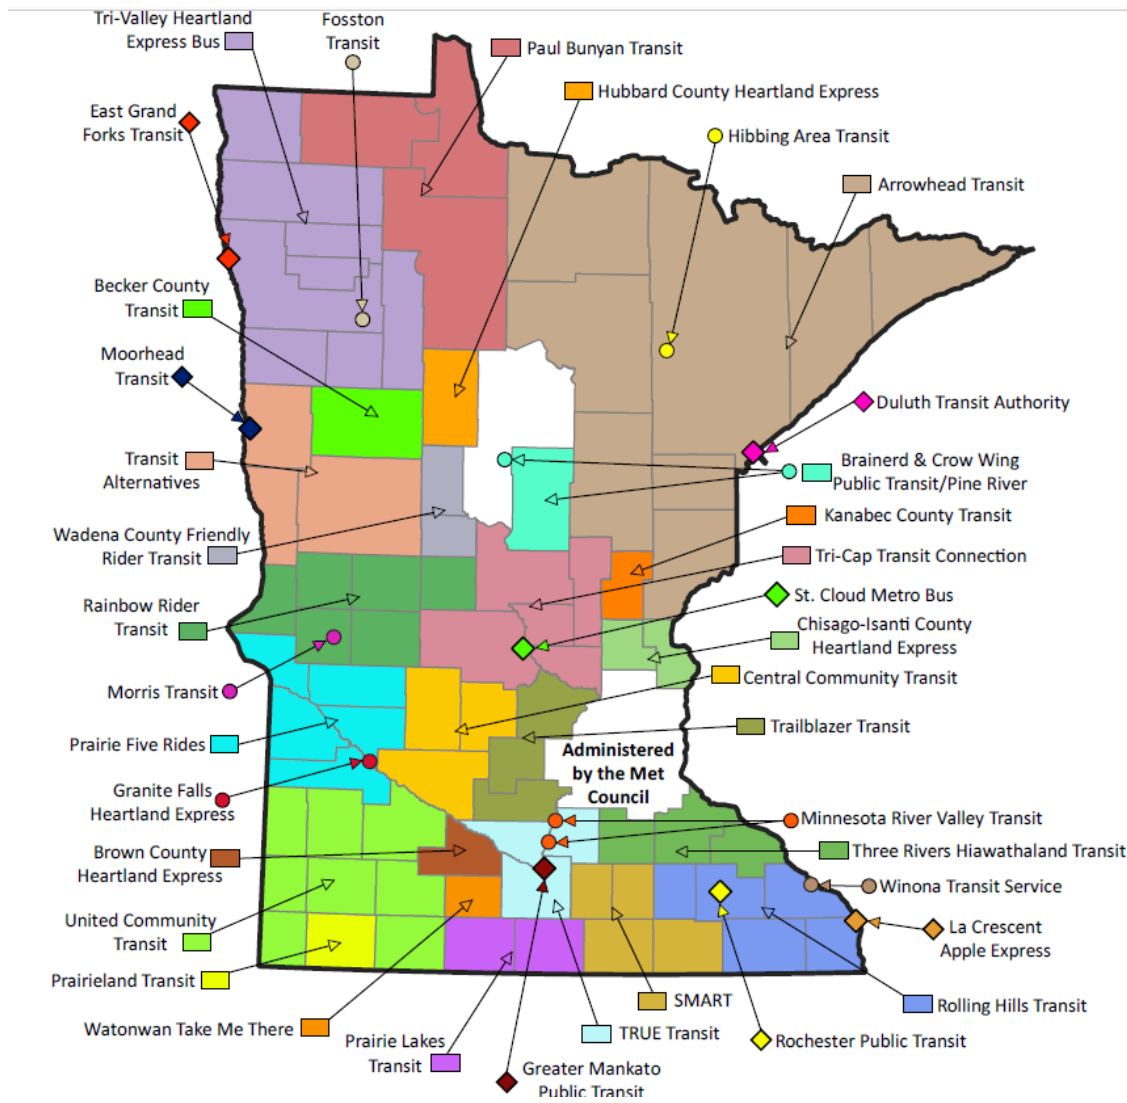 Tri-Valley Heartland
Express Bus
Fosston
Transit
Paul Bunyan Transit
Hubbard County Heartland Express
East Grand
Forks Transit
Hibbing Area Transit
Arrowhead Transit
Becker County
Transit
Moorhead
Transit
Duluth Transit Authority
Transit
Alternatives
Brainerd & Crow Wing
Public Transit/Pine River
Kanabec County Transit
Wadena County Friendly
Rider Transit
Tri-Cap Transit Connection
St. Cloud Metro Bus
Rainbow Rider
Transit
Chisago-Isanti County
Heartland Express
Morris Transit
Central Community Transit
Trailblazer Transit
Prairie Five Rides
Administered
by the Met
Council
Granite Falls
Heartland Express
Minnesota River Valley Transit
Brown County
Heartland Express
Three Rivers Hiawathaland Transit
Winona Transit Service
United Community
Transit
La Crescent
Apple Express
Prairieland Transit
SMART
Rolling Hills Transit
Watonwan Take Me There
TRUE Transit
Prairie Lakes
Transit
Rochester Public Transit
Greater Mankato
Public Transit